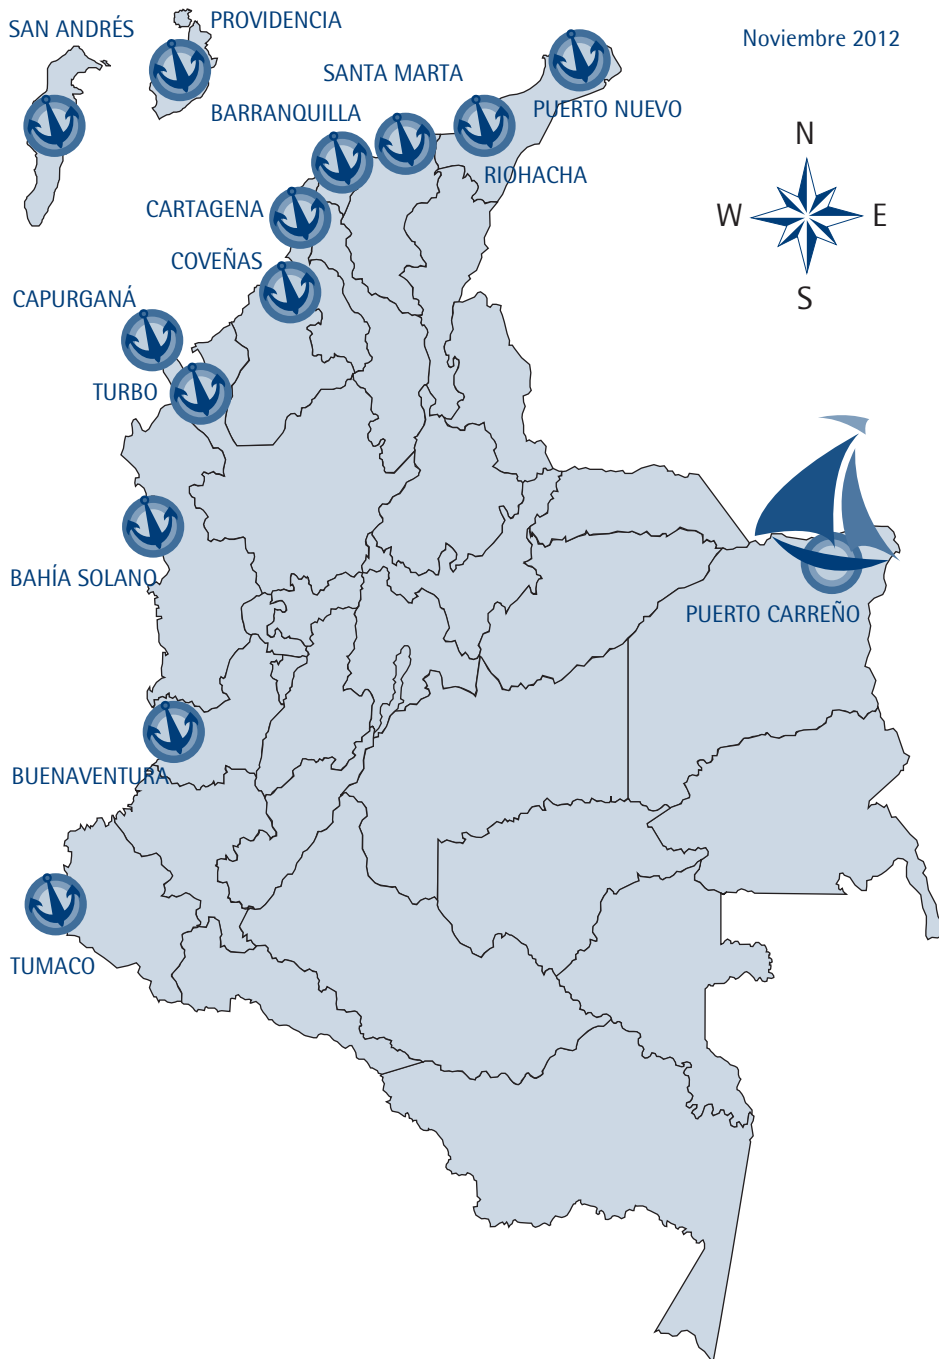 PROVIDENCIA
SAN ANDRÉS
Noviembre 2012
SANTA MARTA
BARRANQUILLA
PUERTO NUEVO
N
RIOHACHA
CARTAGENA
W
E
COVEÑAS
S
CAPURGANÁ
TURBO
BAHÍA SOLANO
PUERTO CARREÑO
BUENAVENTURA
TUMACO